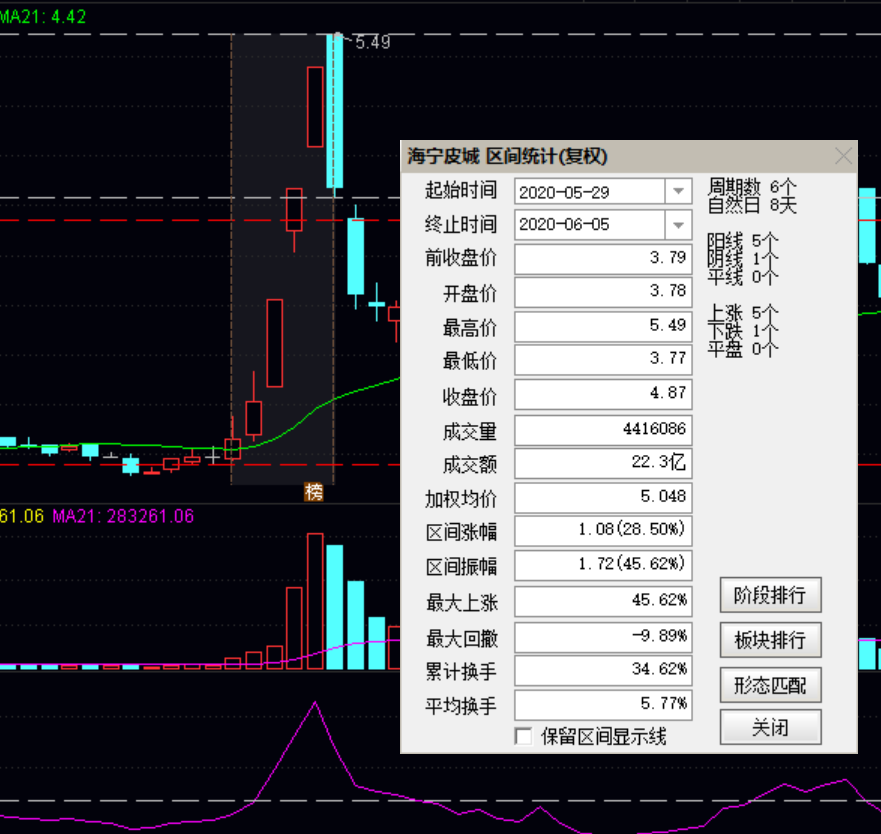 MA21: 4.42
5.49
海宁皮城 区间统计(复权)
起始时间 2020-05-29
终止时间 2020-06-05
前收盘价 3.79
开盘价 3.78
最高价 5.49
最低价 3.77
收盘价 4.87
成交量 4416086
成交额 22.3亿
加权均价 5.048
区间涨幅 1.08(28.50%)
区间振幅 1.72(45.62%)
最大上涨 45.62%
最大回撤 -9.89%
累计换手 34.62%
平均换手 5.77%
保留区间显示线
周期数 6个
自然日 8天
阳线 5个
阴线 1个
平线 0个
上涨 5个
下跌 1个
平盘 0个
阶段排行
板块排行
形态匹配
关闭
榜
61.06 MA21: 283261.06